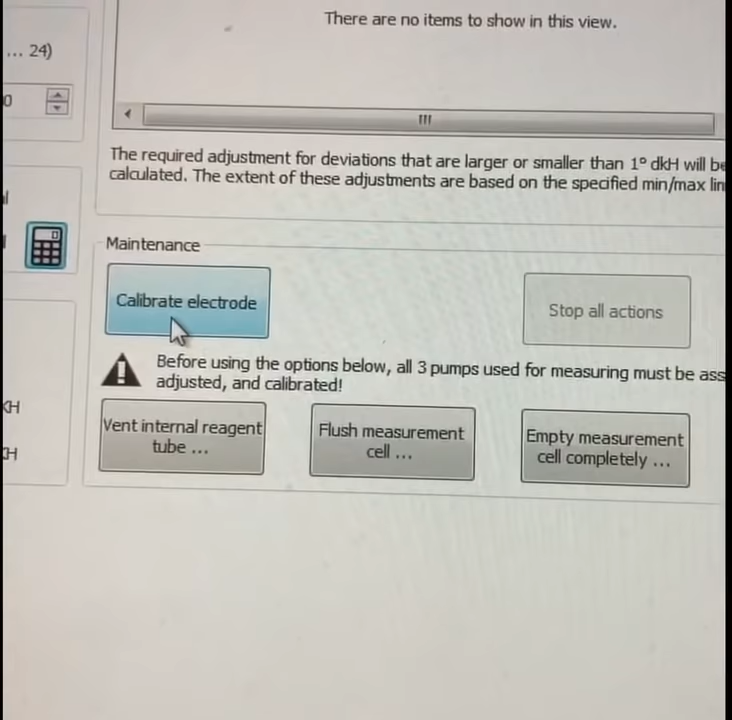 There are no items to show in this view.
... 24)
0
The required adjustment for deviations that are larger or smaller than 1° dkH will be
calculated. The extent of these adjustments are based on the specified min/max
Maintenance
Calibrate electrode
Stop all actions
Before using the options below, all 3 pumps used for measuring must be
adjusted, and calibrated!
KH
Vent internal reagent
tube ...
Flush measurement
cell ...
Empty measurement
cell completely ...